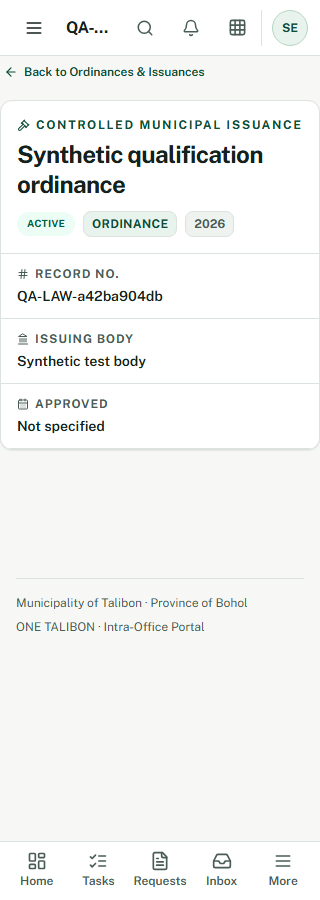 QA-...
SE
Back to Ordinances & Issuances
CONTROLLED MUNICIPAL ISSUANCE
Synthetic qualification
ordinance
ACTIVE
ORDINANCE
2026
RECORD NO.
QA-LAW-a42ba904db
ISSUING BODY
Synthetic test body
APPROVED
Not specified
Municipality of Talibon · Province of Bohol
ONE TALIBON · Intra-Office Portal
Home
Tasks
Requests
Inbox
More